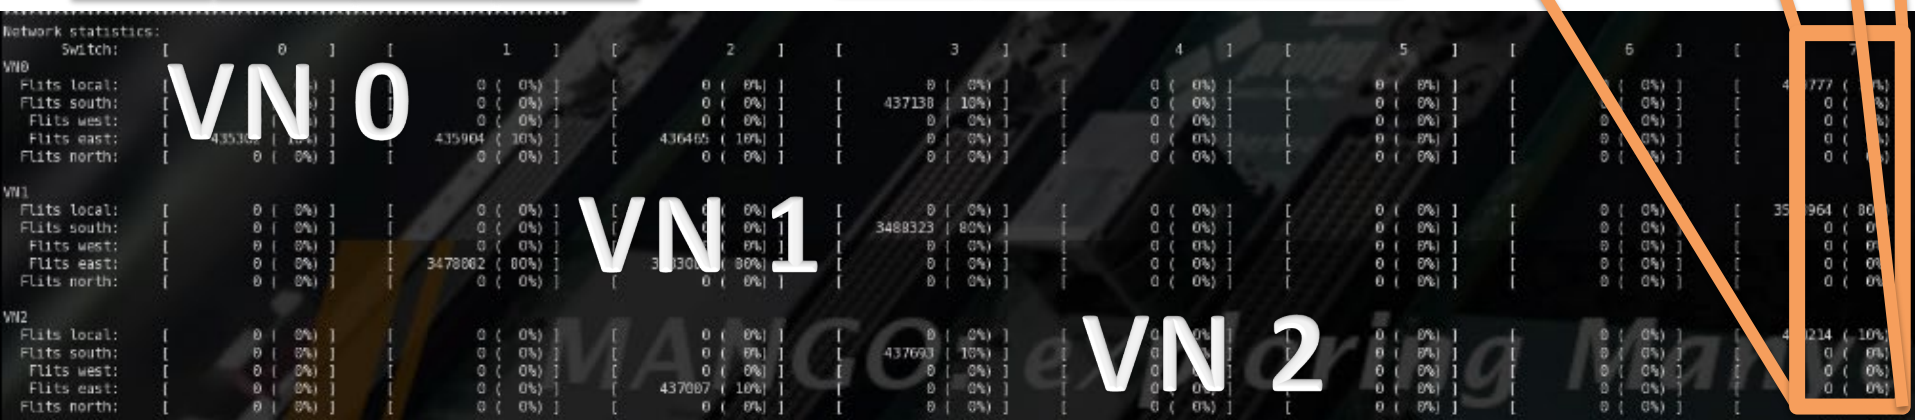 Network statistics:
Switch: [ 0 ] [ 1 ] [ 2 ] [ 3 ] [ 4 ] [ 5 ] [ 6 ] [ 7
VN0
Flits local: [ ) ] [ 0 ( 0%) ] [ 0 ( 0%) ] [ 0 ( 0%) ] [ 0 ( 0%) ] [ 0 ( 0%) ] [ 0 ( 0%) ] [
Flits south: [ ] [ 0 ( 0%) ] [ 0 ( 0%) ] [ 437138 ( 10%) ] [ 0 ( 0%) ] [ 0 ( 0%) ] [ 0 ( 0%) ] [ 0 (
VN 0
Flits west: [ ] [ 0 ( 0%) ] [ 0 ( 0%) ] [ 0 ( 0%) ] [ 0 ( 0%) ] [ 0 ( 0%) ] [ 0 ( 0%) ] [ 0 (
Flits east: [ ] [ 435904 ( 10%) ] [ 436465 ( 10%) ] [ 0 ( 0%) ] [ 0 ( 0%) ] [ 0 ( 0%) ] [ 0 ( 0%) ] [ 0 (
Flits north: [ 0 ( 0%) ] [ 0 ( 0%) ] [ 0 ( 0%) ] [ 0 ( 0%) ] [ 0 ( 0%) ] [ 0 ( 0%) ] [ 0 ( 0%) ] [ 0 (
VN1
Flits local: [ 0 ( 0%) ] [ 0 ( 0%) ] [ ] [ 0 ( 0%) ] [ 0 ( 0%) ] [ 0 ( 0%) ] [ 0 ( 0%) ] [
Flits south: [ 0 ( 0%) ] [ 0 ( 0%) ] [ ] [ 3488323 ( 80%) ] [ 0 ( 0%) ] [ 0 ( 0%) ] [ 0 ( 0%) ] [ 0 (
VN 1
Flits west: [ 0 ( 0%) ] [ 0 ( 0%) ] [ ] [ 0 ( 0%) ] [ 0 ( 0%) ] [ 0 ( 0%) ] [ 0 ( 0%) ] [ 0 (
Flits east: [ 0 ( 0%) ] [ 3478082 ( 80%) ] [ ] [ 0 ( 0%) ] [ 0 ( 0%) ] [ 0 ( 0%) ] [ 0 ( 0%) ] [ 0 (
Flits north: [ 0 ( 0%) ] [ 0 ( 0%) ] [ 0 ( 0%) ] [ 0 ( 0%) ] [ 0 ( 0%) ] [ 0 ( 0%) ] [ 0 ( 0%) ] [ 0 (
VN2
Flits local: [ 0 ( 0%) ] [ 0 ( 0%) ] [ 0 ( 0%) ] [ 0 ( 0%) ] [ ] [ 0 ( 0%) ] [ 0 ( 0%) ] [
Flits south: [ 0 ( 0%) ] [ 0 ( 0%) ] [ 0 ( 0%) ] [ 437693 ( 10%) ] [ ] [ 0 ( 0%) ] [ 0 ( 0%) ] [ 0 (
VN 2
MANGO: exploring
Flits west: [ 0 ( 0%) ] [ 0 ( 0%) ] [ 0 ( 0%) ] [ 0 ( 0%) ] [ ] [ 0 ( 0%) ] [ 0 ( 0%) ] [ 0 (
Flits east: [ 0 ( 0%) ] [ 0 ( 0%) ] [ 437007 ( 10%) ] [ 0 ( 0%) ] [ ] [ 0 ( 0%) ] [ 0 ( 0%) ] [ 0 (
Flits north: [ 0 ( 0%) ] [ 0 ( 0%) ] [ 0 ( 0%) ] [ 0 ( 0%) ] [ 0 ( 0%) ] [ 0 ( 0%) ] [ 0 ( 0%) ] [ 0 (